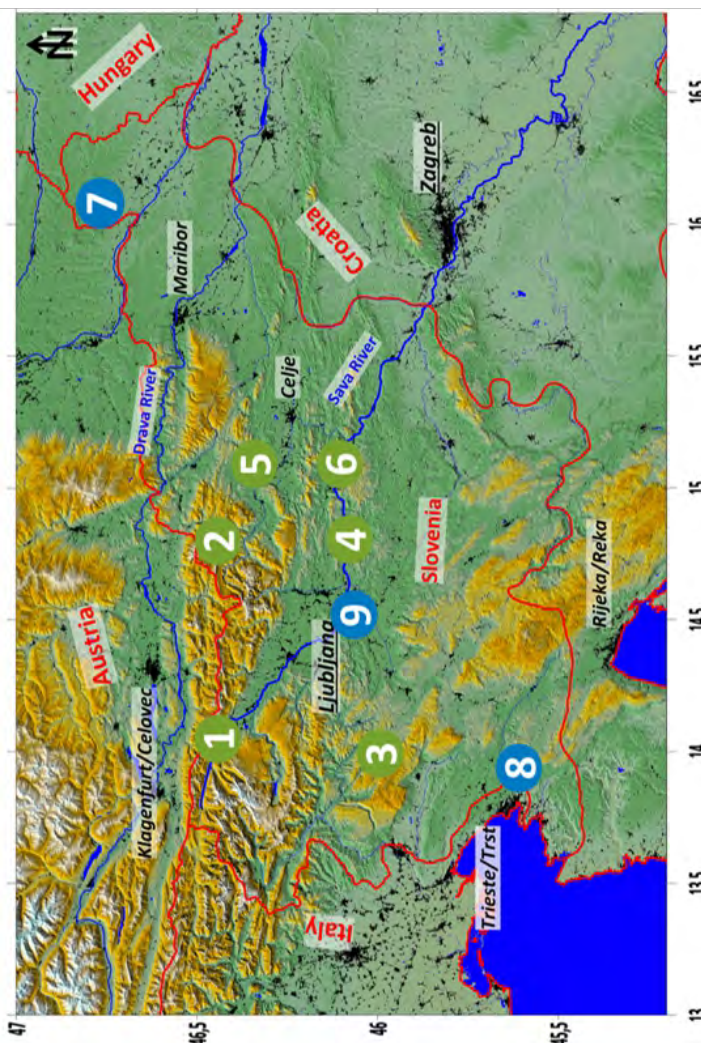 47
N
Hungary
Austria
7
Drava River
Klagenfurt/Celovec
Maribor
46,5
1
2
5
Celje
Ljubljana
Sava River
Croatia
Italy
46
3
9
4
6
Slovenia
Zagreb
Trieste/Trst
8
45,5
Rijeka/Reka
13
13,5
14
14,5
15
15,5
16
16,5